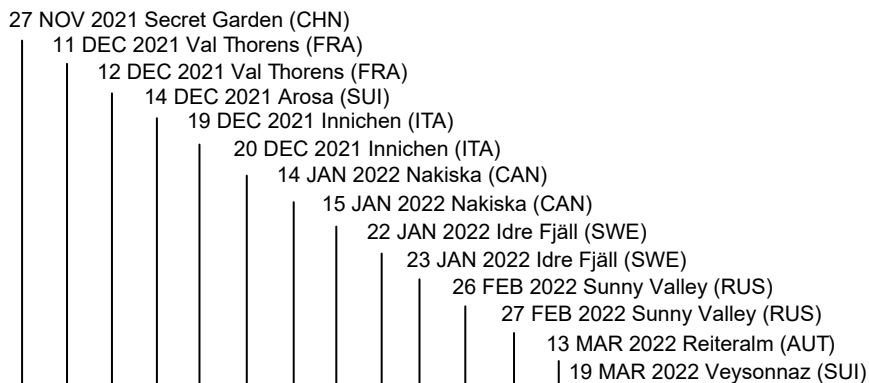 27 NOV 2021 Secret Garden (CHN)
11 DEC 2021 Val Thorens (FRA)
12 DEC 2021 Val Thorens (FRA)
14 DEC 2021 Arosa (SUI)
19 DEC 2021 Innichen (ITA)
20 DEC 2021 Innichen (ITA)
14 JAN 2022 Nakiska (CAN)
15 JAN 2022 Nakiska (CAN)
22 JAN 2022 Idre Fjäll (SWE)
23 JAN 2022 Idre Fjäll (SWE)
26 FEB 2022 Sunny Valley (RUS)
27 FEB 2022 Sunny Valley (RUS)
13 MAR 2022 Reiteralm (AUT)
19 MAR 2022 Veysonnaz (SUI)